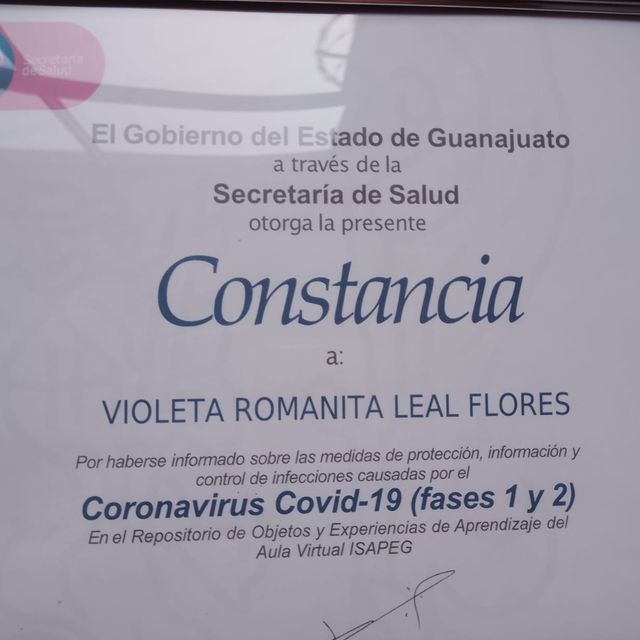 Secretaría
de Salud
El Gobierno del Estado de Guanajuato
a través de la
Secretaría de Salud
otorga la presente
Constancia
a:
VIOLETA ROMANITA LEAL FLORES
Por haberse informado sobre las medidas de protección, información y
control de infecciones causadas por el
Coronavirus Covid-19 (fases 1 y 2)
En el Repositorio de Objetos y Experiencias de Aprendizaje del
Aula Virtual ISAPEG